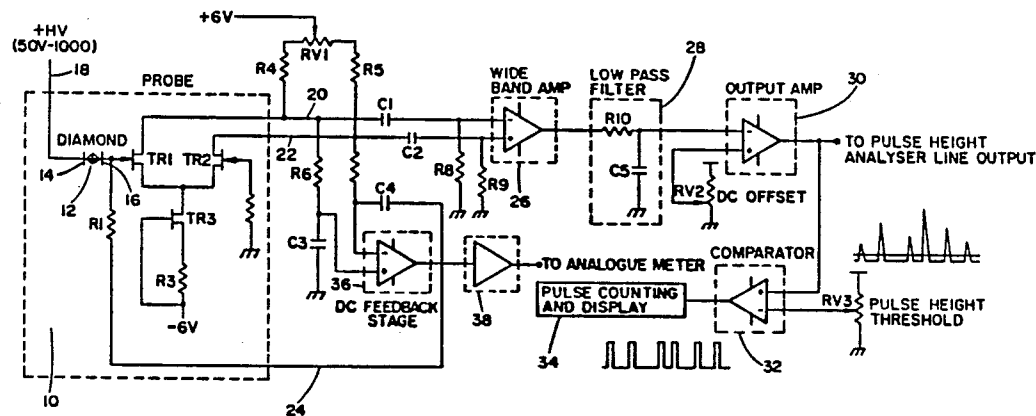 +HV
(50V-1000)
18
PROBE
+6V
RV1
R4
R5
20
C1
WIDE
BAND AMP
LOW PASS
FILTER
28
R10
C5
OUTPUT AMP
30
TO PULSE HEIGHT
ANALYSER LINE OUTPUT
DIAMOND
14
12
16
TR1
TR2
22
C2
R6
R8
R9
26
RV2
DC OFFSET
R1
TR3
C4
C3
R3
-6V
36
DC FEEDBACK
STAGE
38
TO ANALOGUE METER
PULSE COUNTING
AND DISPLAY
34
COMPARATOR
32
RV3
PULSE HEIGHT
THRESHOLD
10
24